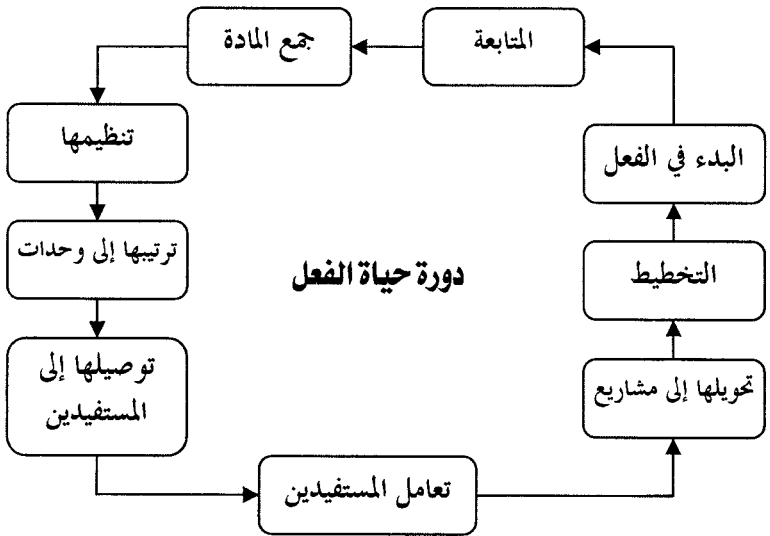 جمع المادة
المتابعة
تنظيمها
البدء في الفعل
ترتيبها إلى وحدات
دورة حياة الفعل
التخطيط
توصيلها إلى
المستفيدين
تحويلها إلى مشاريع
تعامل المستفيدين